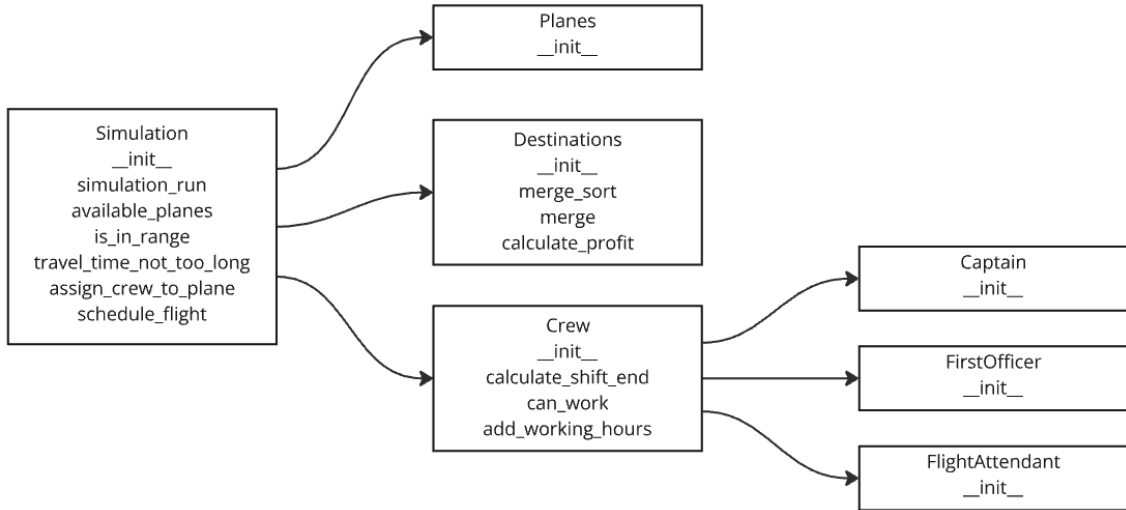 Simulation
__init__
simulation_run
available_planes
is_in_range
travel_time_not_too_long
assign_crew_to_plane
schedule_flight
Planes
__init__
Destinations
__init__
merge_sort
merge
calculate_profit
Crew
__init__
calculate_shift_end
can_work
add_working_hours
Captain
__init__
FirstOfficer
__init__
FlightAttendant
__init__